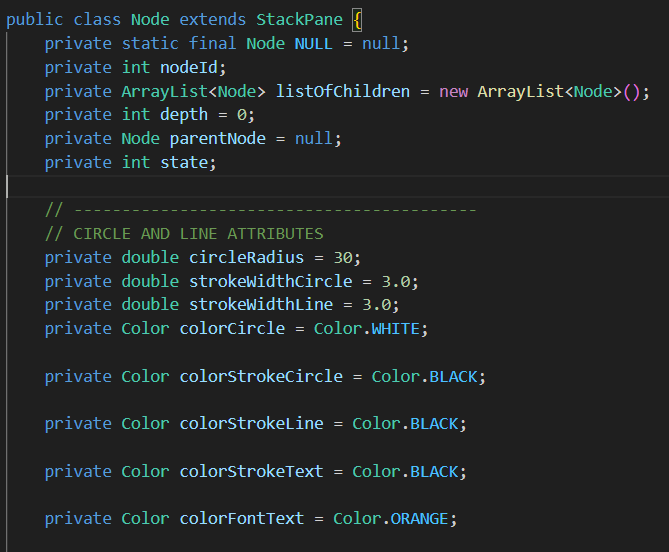 public class Node extends StackPane {
    private static final Node NULL = null;
    private int nodeId;
    private ArrayList<Node> listOfChildren = new ArrayList<Node>();
    private int depth = 0;
    private Node parentNode = null;
    private int state;
    // ------------------------------------------
    // CIRCLE AND LINE ATTRIBUTES
    private double circleRadius = 30;
    private double strokeWidthCircle = 3.0;
    private double strokeWidthLine = 3.0;
    private Color colorCircle = Color.WHITE;
    private Color colorStrokeCircle = Color.BLACK;
    private Color colorStrokeLine = Color.BLACK;
    private Color colorStrokeText = Color.BLACK;
    private Color colorFontText = Color.ORANGE;